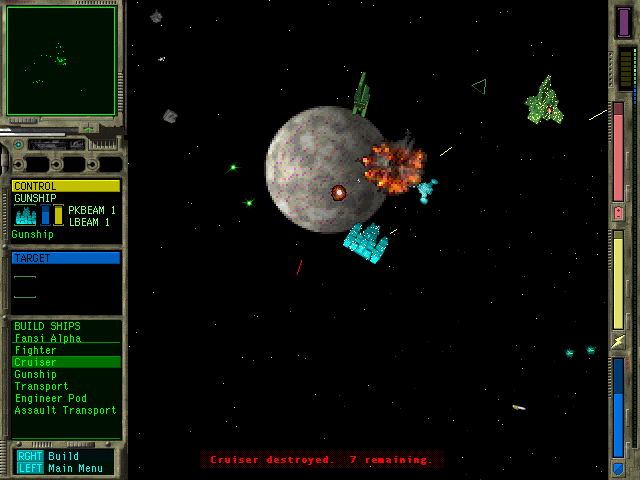 CONTROL
GUNSHIP
PKBEAM 1
LBEAM 1
Gunship
TARGET
BUILD SHIPS
Fansi Alpha
Fighter
Cruiser
Gunship
Transport
Engineer Pod
Assault Transport
RGHT Build
LEFT Main Menu
Cruiser destroyed. 7 remaining.